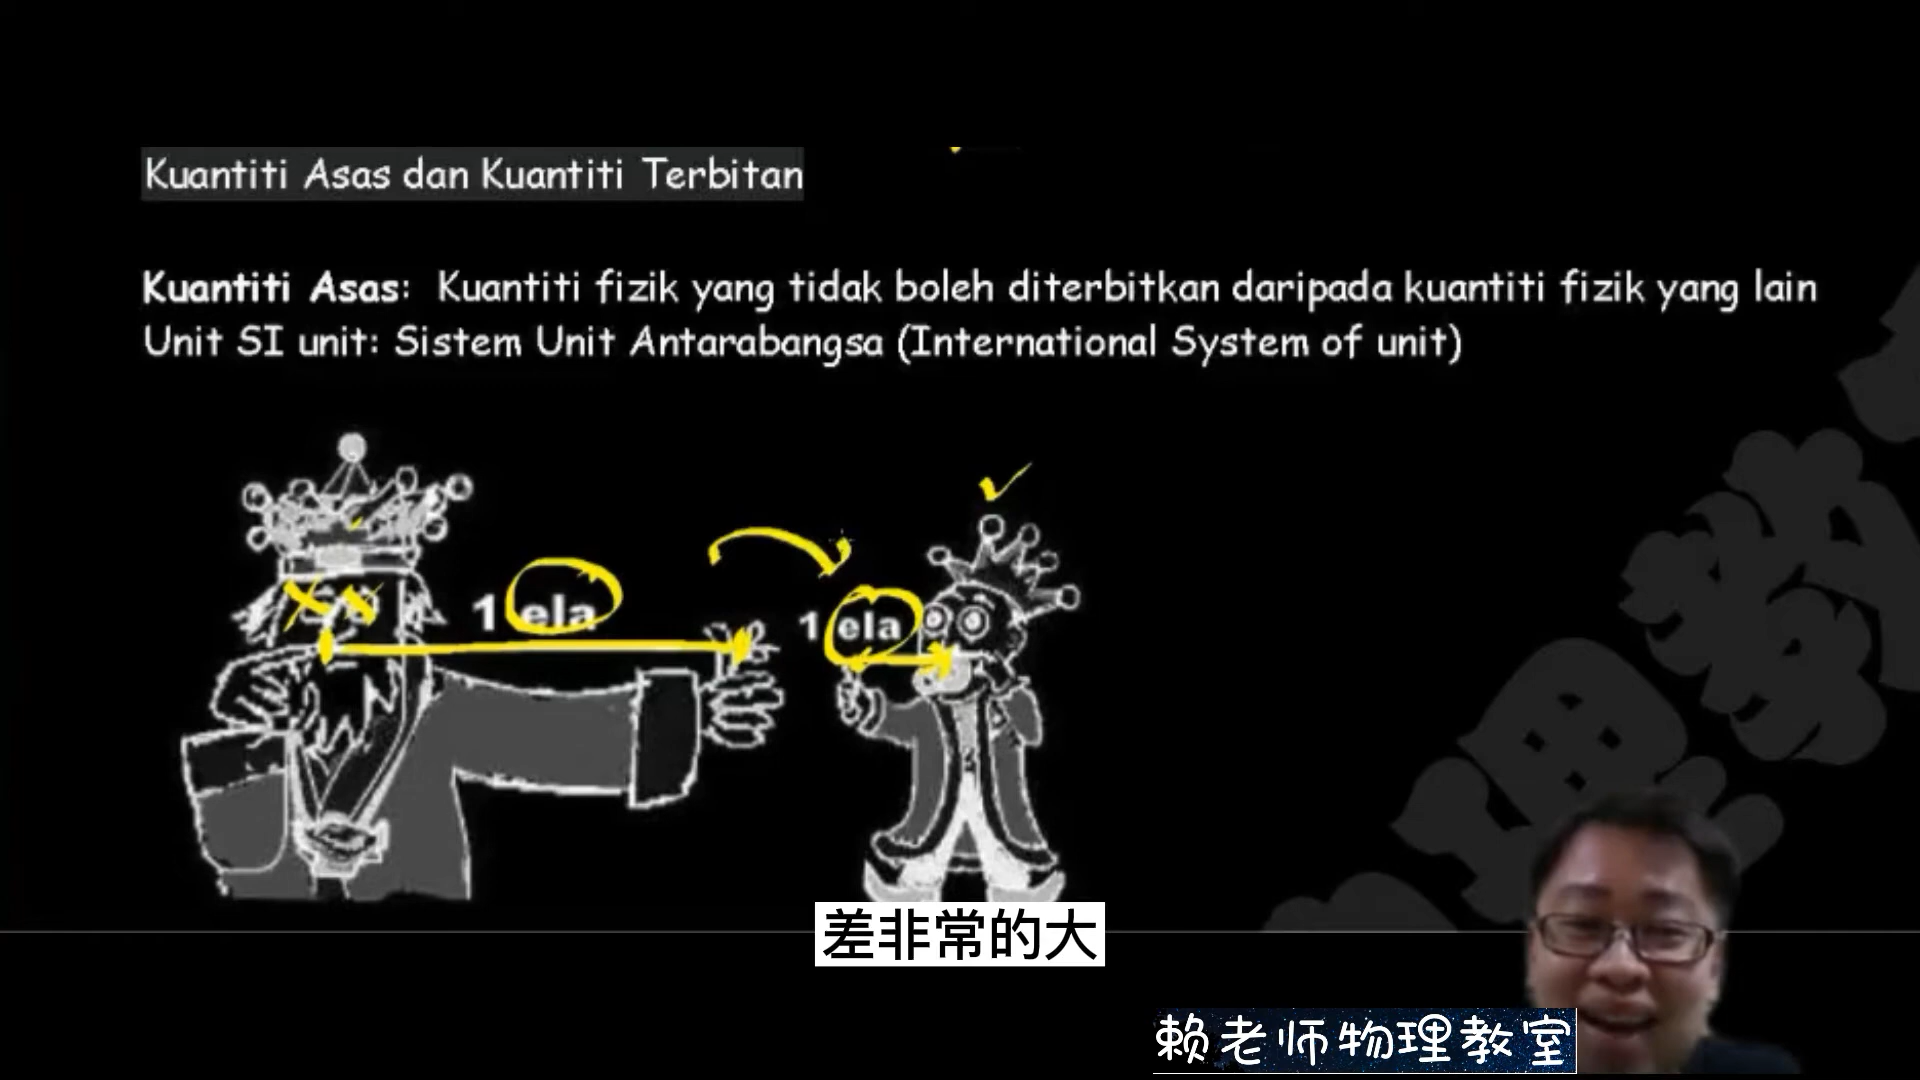 Kuantiti Asas dan Kuantiti Terbitan
Kuantiti Asas: Kuantiti fizik yang tidak boleh diterbitkan daripada kuantiti fizik yang lain
Unit SI unit: Sistem Unit Antarabangsa (International System of unit)
1 ela
1 ela
差非常的大
赖老师物理教室